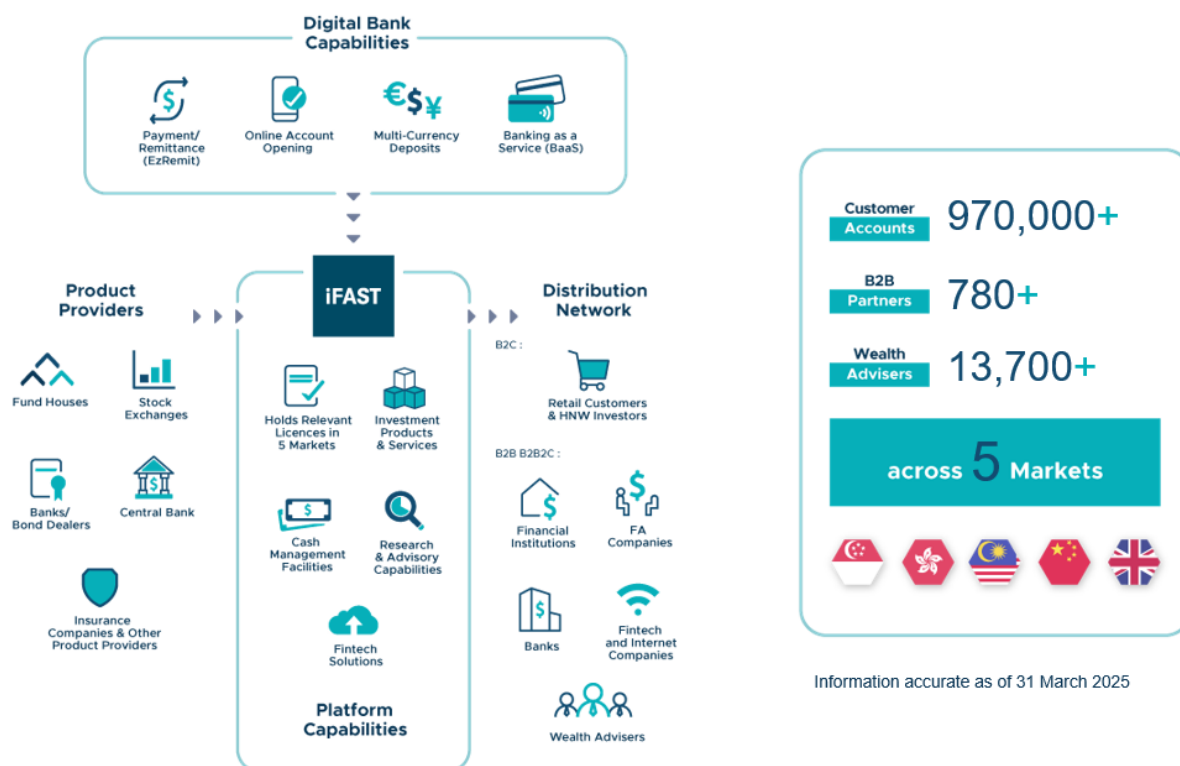 Digital Bank
Capabilities
Payment/
Remittance
(EzRemit)
Online Account
Opening
€$¥
Multi-Currency
Deposits
Banking as a
Service (BaaS)
Product
Providers
Fund Houses
Stock
Exchanges
Banks/
Bond Dealers
Central Bank
Insurance
Companies & Other
Product Providers
iFAST
Holds Relevant
Licences in
5 Markets
Investment
Products
& Services
Cash
Management
Facilities
Research
& Advisory
Capabilities
Fintech
Solutions
Platform
Capabilities
Distribution
Network
B2C :
Retail Customers
& HNW Investors
B2B B2B2C :
Financial
Institutions
FA
Companies
Banks
Fintech
and Internet
Companies
Wealth Advisers
Customer
Accounts
970,000+
B2B
Partners
780+
Wealth
Advisers
13,700+
across 5 Markets
Information accurate as of 31 March 2025